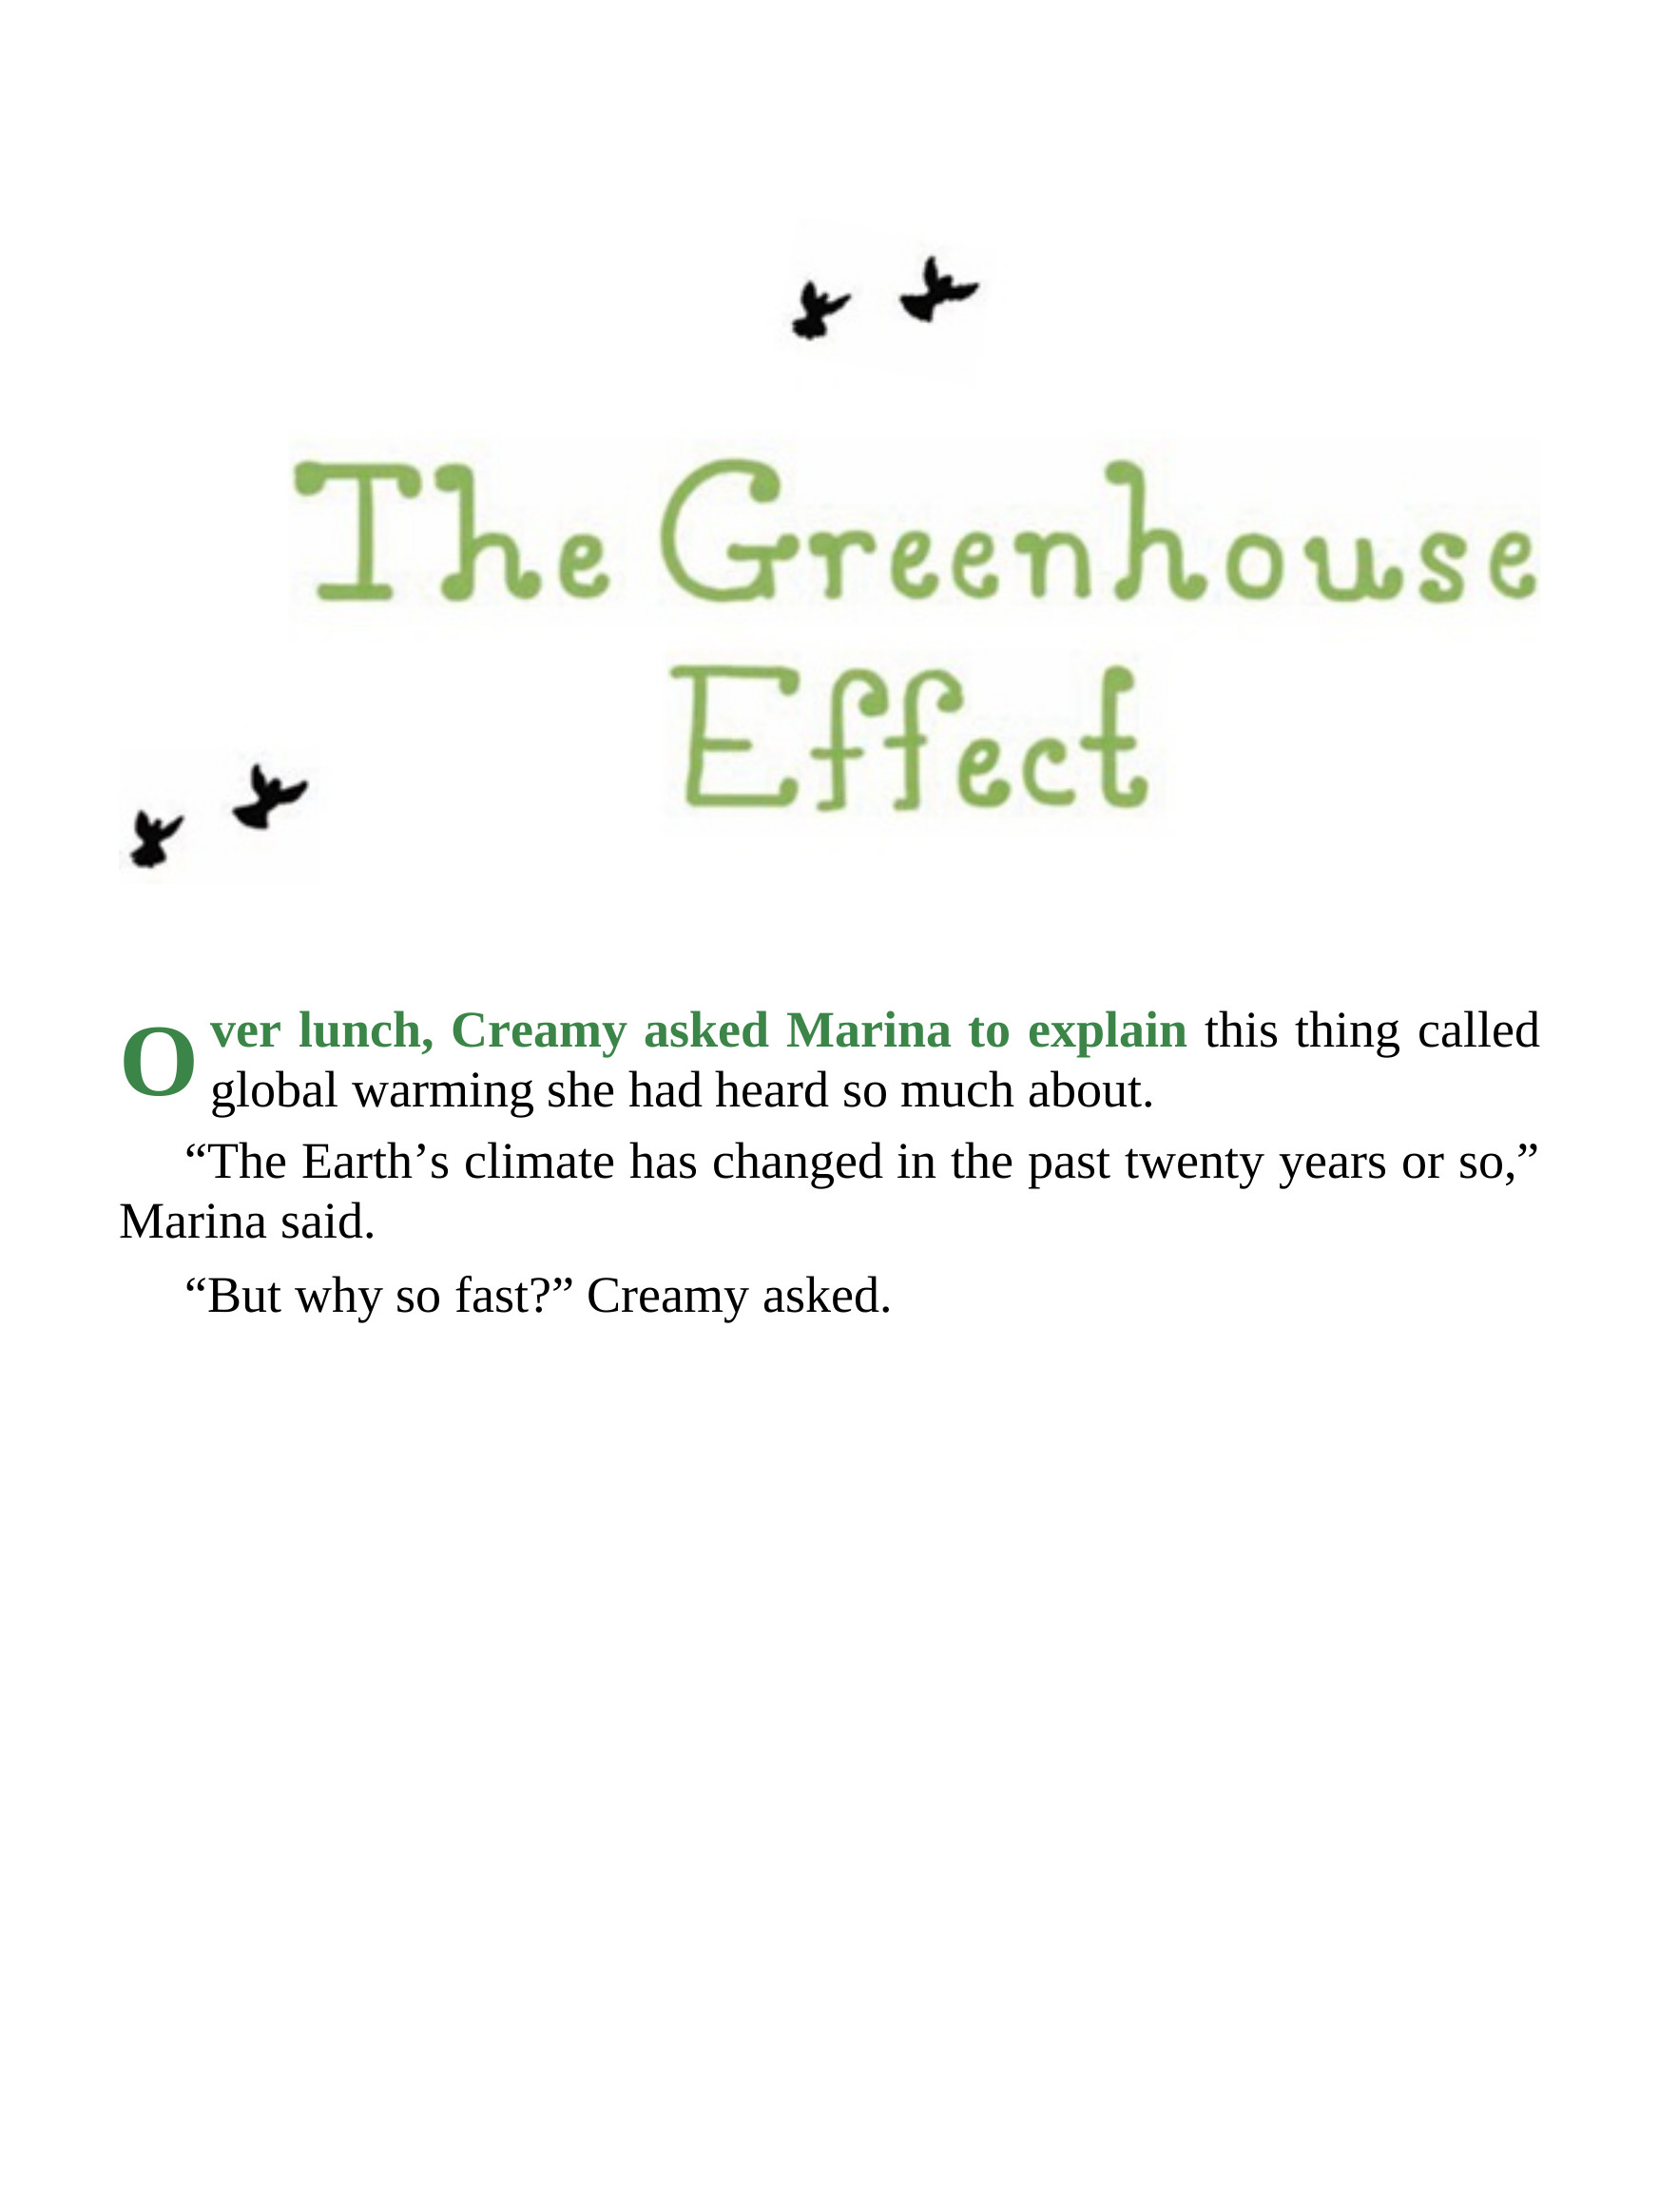 The Greenhouse
Effect
Over lunch, Creamy asked Marina to explain this thing called
global warming she had heard so much about.
“The Earth’s climate has changed in the past twenty years or so,”
Marina said.
“But why so fast?” Creamy asked.